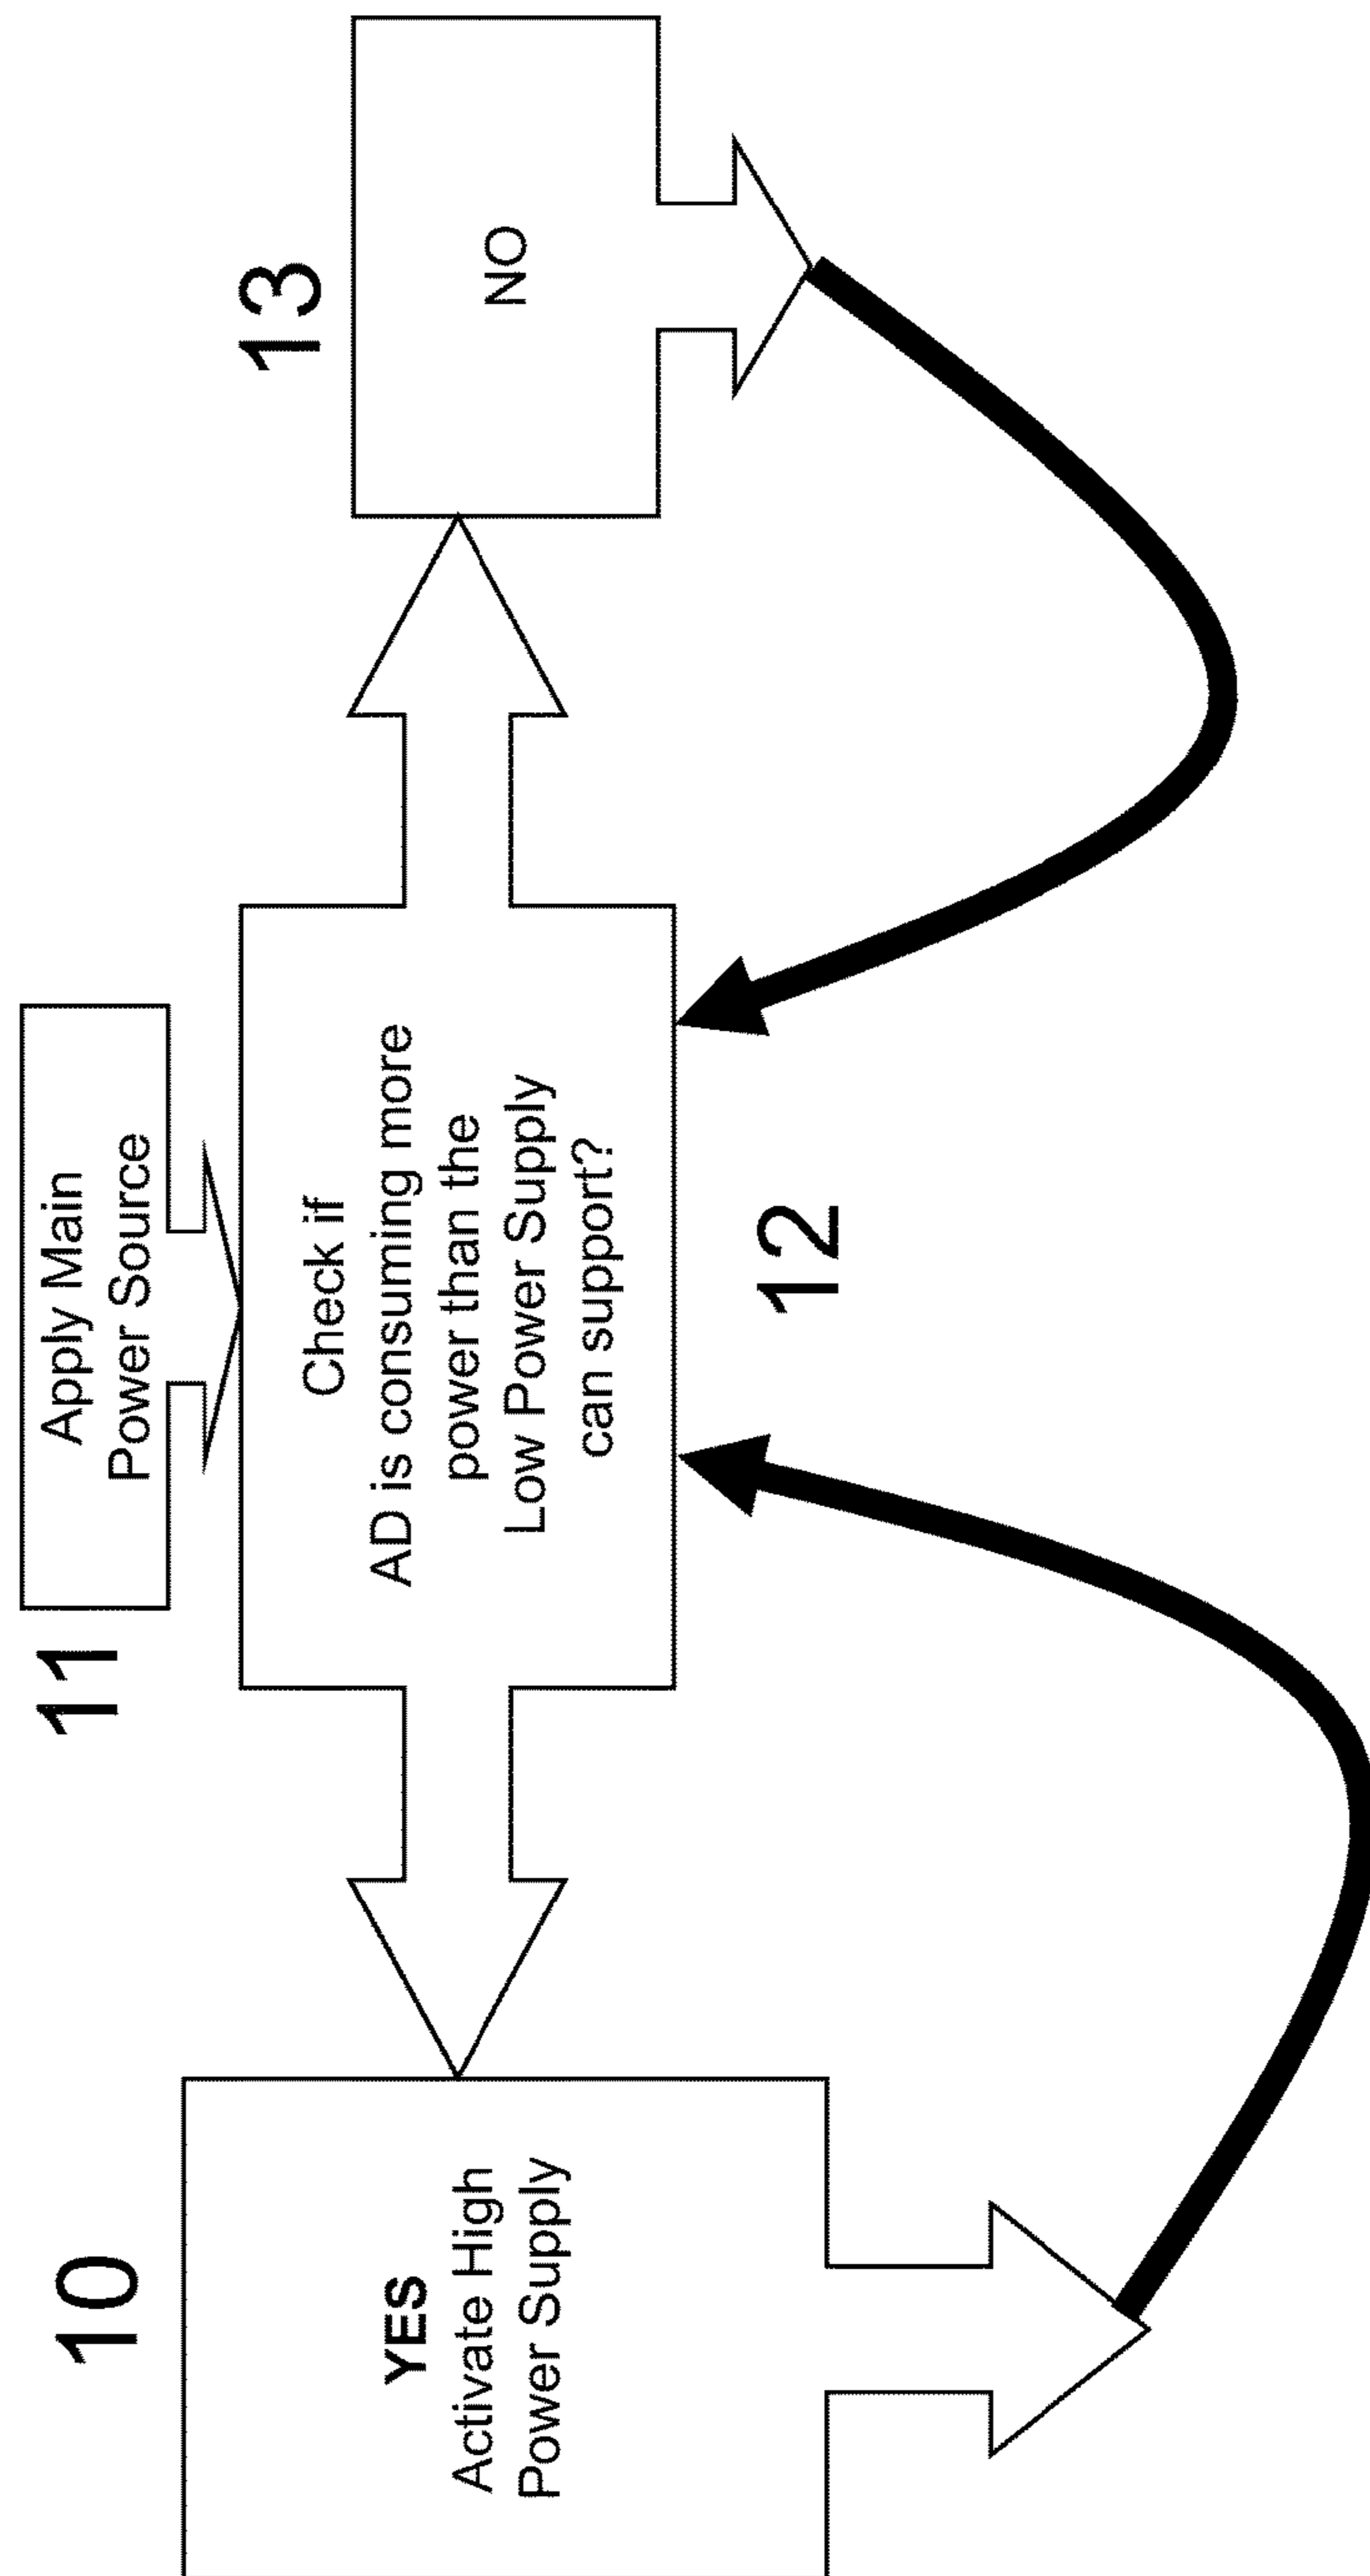 11
Apply Main
Power Source
10
YES
Activate High
Power Supply
Check if
AD is consuming more
power than the
Low Power Supply
can support?
12
13
NO